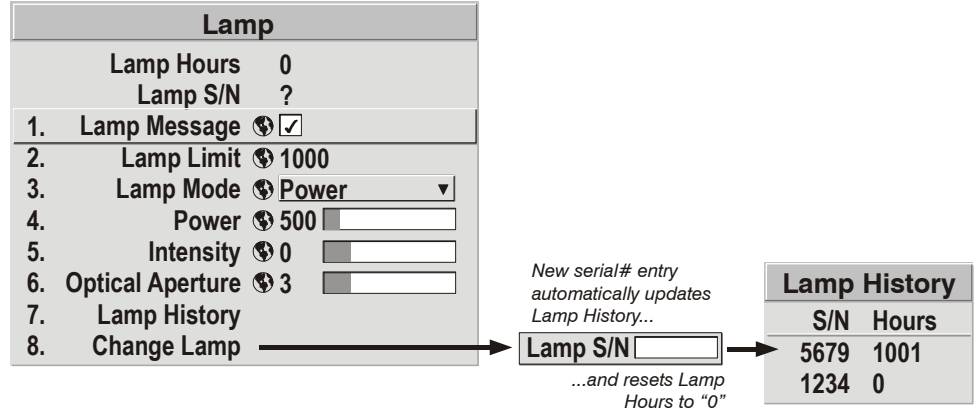 Lamp
Lamp Hours 0
Lamp S/N ?
1. Lamp Message ✓
2. Lamp Limit 1000
3. Lamp Mode Power ▼
4. Power 500
5. Intensity 0
6. Optical Aperture 3
7. Lamp History
8. Change Lamp
New serial# entry
automatically updates
Lamp History...
Lamp S/N
...and resets Lamp
Hours to “0”
Lamp History
S/N Hours
5679 1001
1234 0